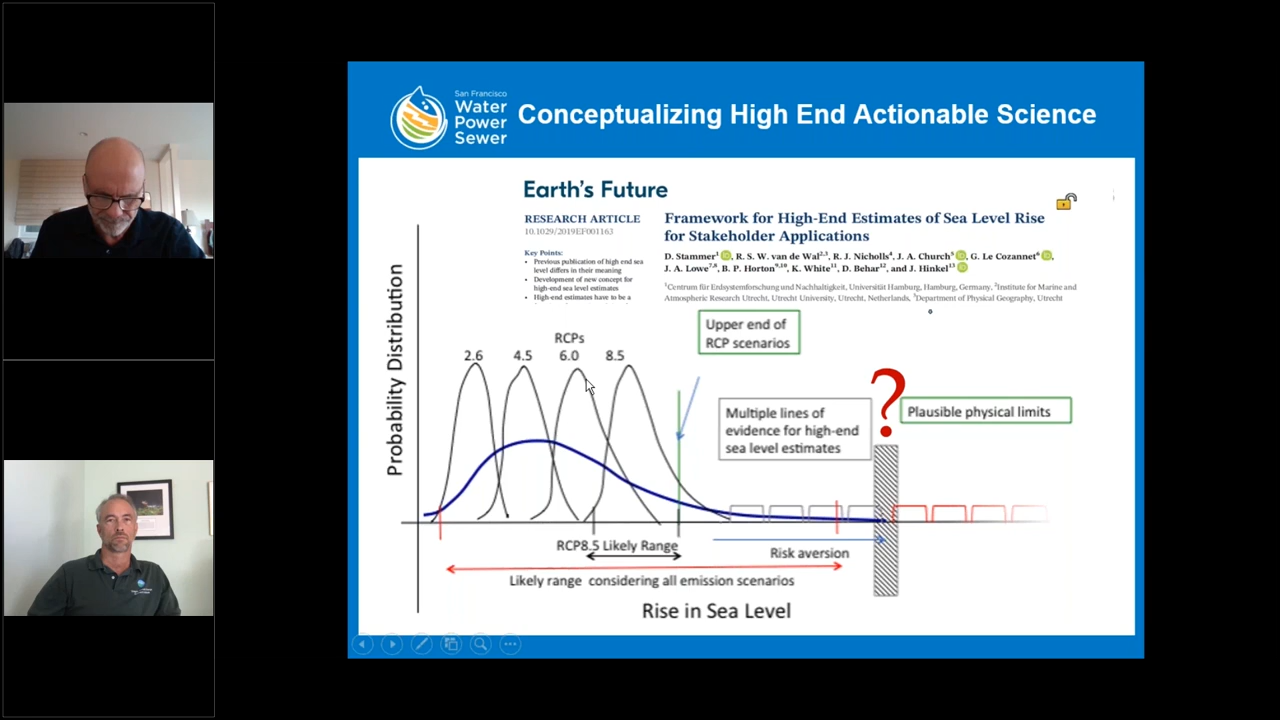 San Francisco
Water
Power
Sewer
Conceptualizing High End Actionable Science
Earth's Future
RESEARCH ARTICLE
10.1029/2019EF001163
Key Points:
• Previous publication of high end sea
level differs in their meaning
• Development of new concept for
high-end sea level estimates
• High-end estimates have to be a
Framework for High-End Estimates of Sea Level Rise
for Stakeholder Applications
D. Stammer1, R. S. W. van de Wal2,3, R. J. Nicholls4, J. A. Church5, G. Le Cozannet6,
J. A. Lowe7,8, B. P. Horton9,10, K. White11, D. Behar12, and J. Hinkel13
1Centrum für Erdsystemforschung und Nachhaltigkeit, Universität Hamburg, Hamburg, Germany, 2Institute for Marine and
Atmospheric Research Utrecht, Utrecht University, Utrecht, Netherlands, 3Department of Physical Geography, Utrecht
Probability Distribution
RCPs
2.6 4.5 6.0 8.5
Upper end of
RCP scenarios
Multiple lines of
evidence for high-end
sea level estimates
?
Plausible physical limits
RCP8.5 Likely Range
Risk aversion
Likely range considering all emission scenarios
Rise in Sea Level